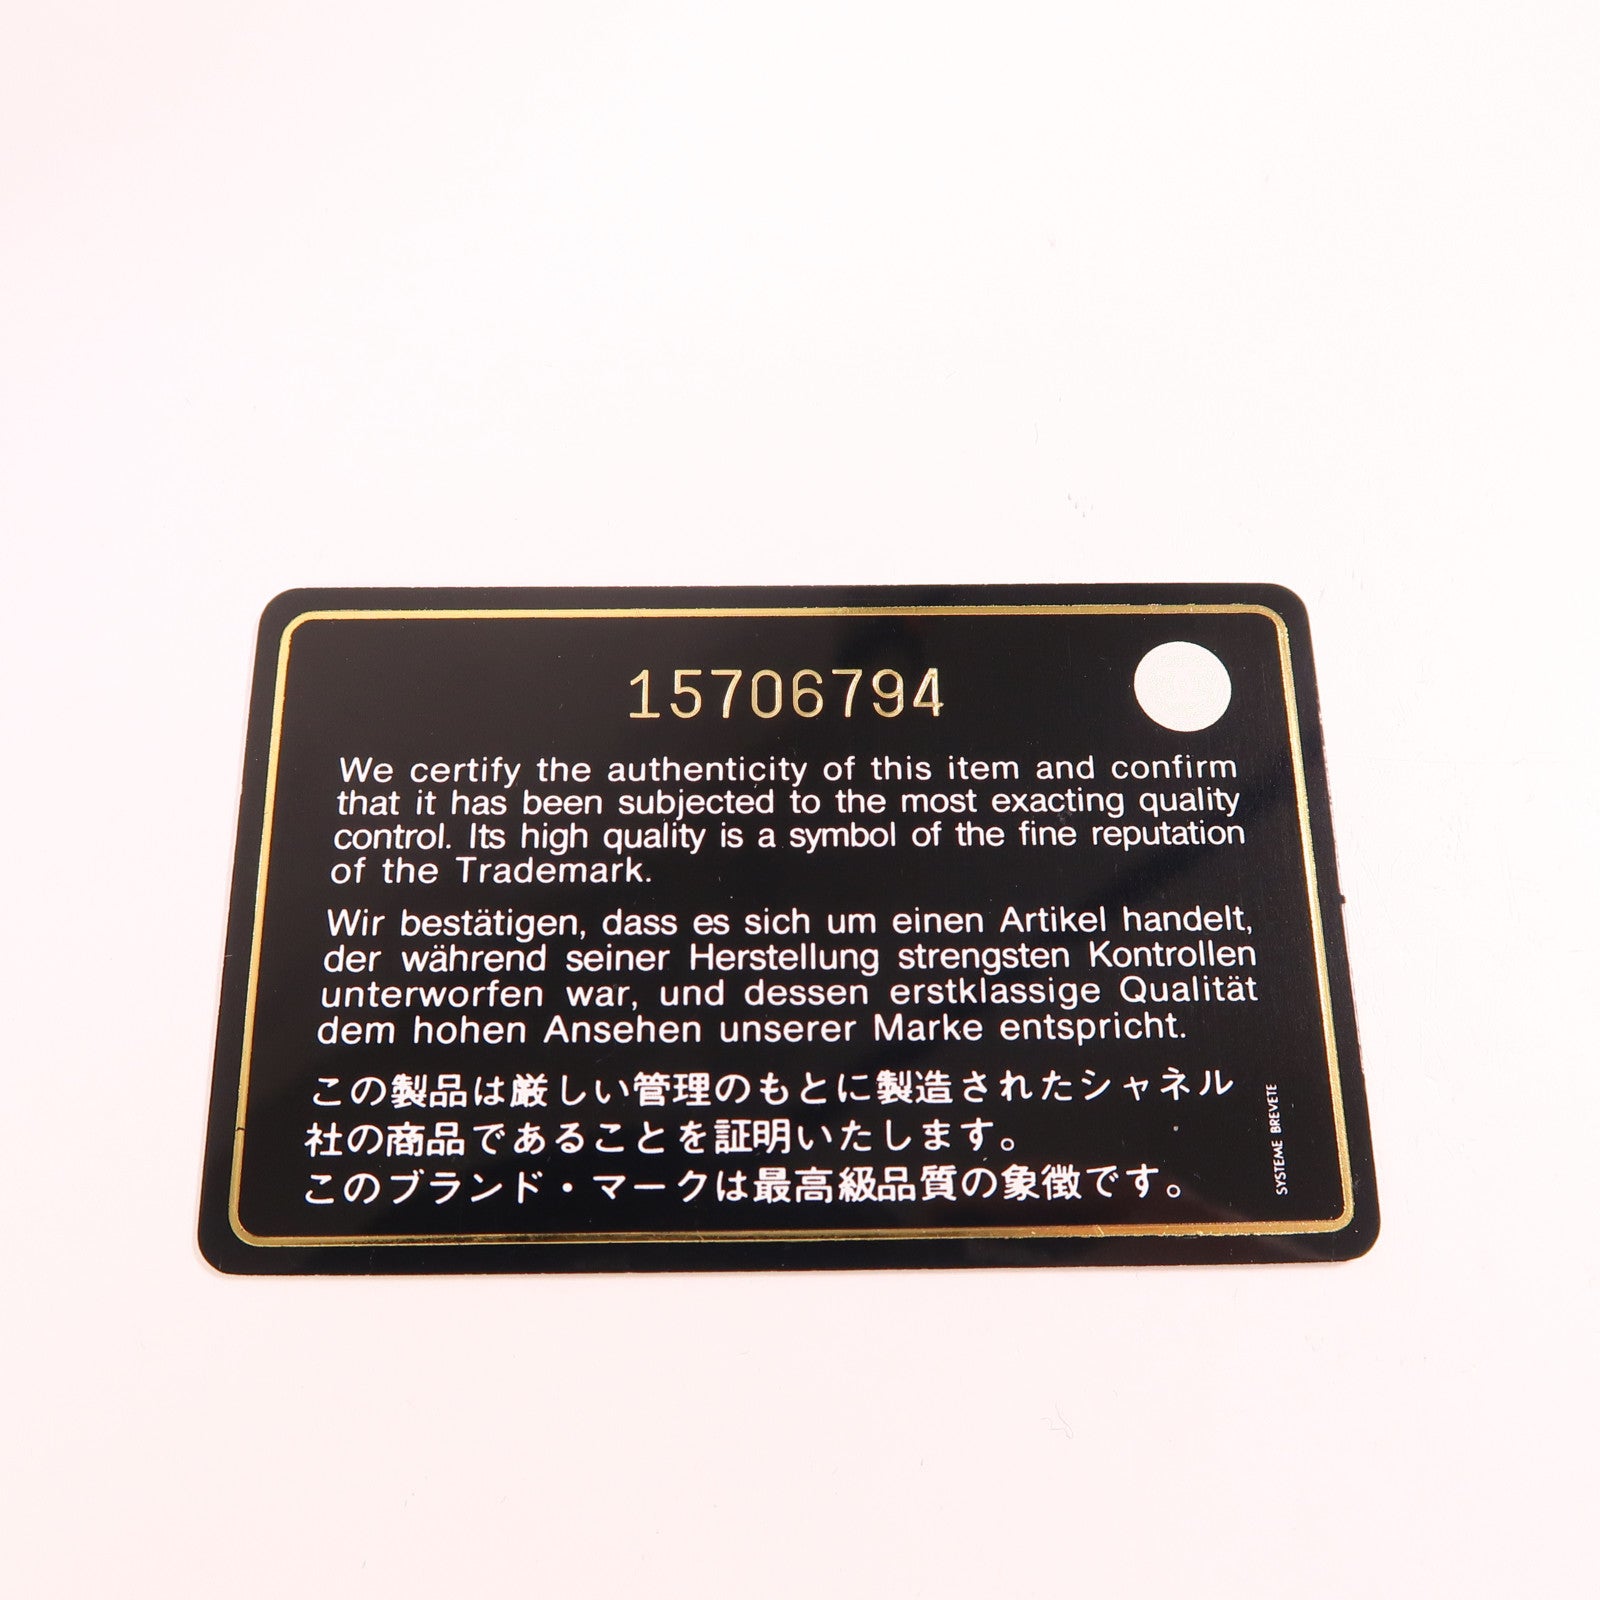 15706794
We certify the authenticity of this item and confirm
that it has been subjected to the most exacting quality
control. Its high quality is a symbol of the fine reputation
of the Trademark.
Wir bestätigen, dass es sich um einen Artikel handelt,
der während seiner Herstellung strengsten Kontrollen
unterworfen war, und dessen erstklassige Qualität
dem hohen Ansehen unserer Marke entspricht.
この製品は厳しい管理のもとに製造されたシャネル
社の商品であることを証明いたします。
このブランド・マークは最高級品質の象徴です。
SYSTEME BREVETE